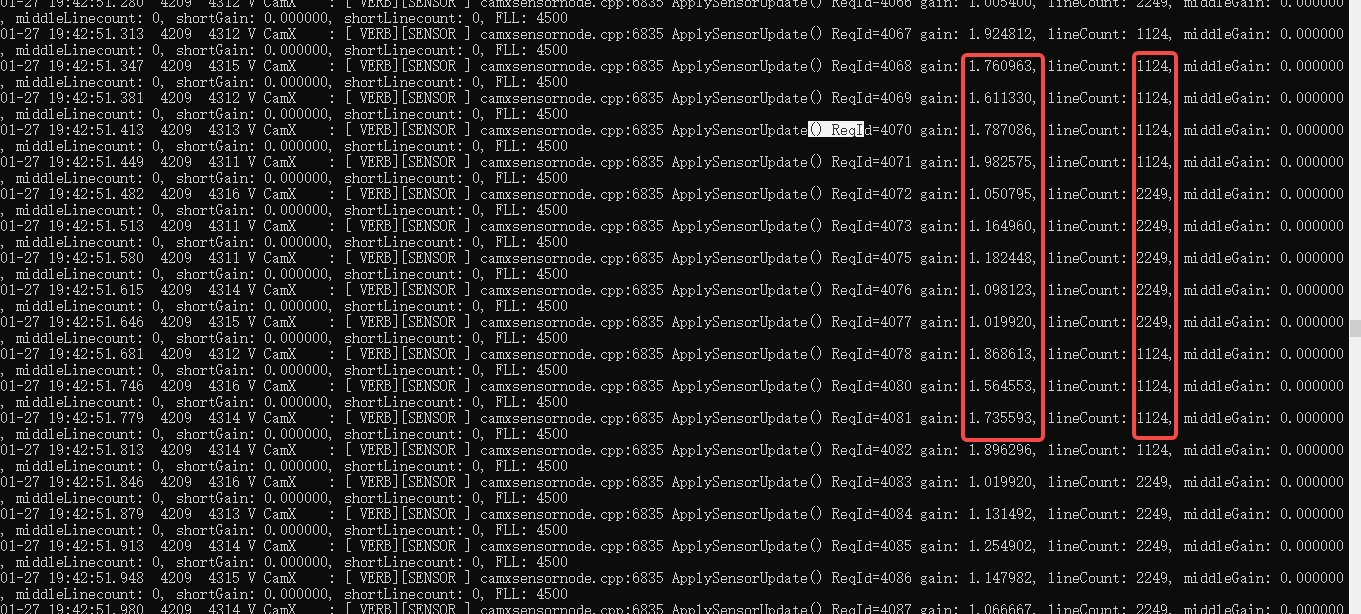 01-27 19:42:51.280  4209  4312 V CamX    : [ VERB][SENSOR ] camxsensornode.cpp:6835 ApplySensorUpdate() ReqId=4066 gain: 1.005400, lineCount: 2249, middleGain: 0.000000
, middleLinecount: 0, shortGain: 0.000000, shortLinecount: 0, FLL: 4500
01-27 19:42:51.313  4209  4312 V CamX    : [ VERB][SENSOR ] camxsensornode.cpp:6835 ApplySensorUpdate() ReqId=4067 gain: 1.924812, lineCount: 1124, middleGain: 0.000000
, middleLinecount: 0, shortGain: 0.000000, shortLinecount: 0, FLL: 4500
01-27 19:42:51.347  4209  4315 V CamX    : [ VERB][SENSOR ] camxsensornode.cpp:6835 ApplySensorUpdate() ReqId=4068 gain: 1.760963, lineCount: 1124, middleGain: 0.000000
, middleLinecount: 0, shortGain: 0.000000, shortLinecount: 0, FLL: 4500
01-27 19:42:51.381  4209  4312 V CamX    : [ VERB][SENSOR ] camxsensornode.cpp:6835 ApplySensorUpdate() ReqId=4069 gain: 1.611330, lineCount: 1124, middleGain: 0.000000
, middleLinecount: 0, shortGain: 0.000000, shortLinecount: 0, FLL: 4500
01-27 19:42:51.413  4209  4313 V CamX    : [ VERB][SENSOR ] camxsensornode.cpp:6835 ApplySensorUpdate() ReqId=4070 gain: 1.787086, lineCount: 1124, middleGain: 0.000000
, middleLinecount: 0, shortGain: 0.000000, shortLinecount: 0, FLL: 4500
01-27 19:42:51.449  4209  4311 V CamX    : [ VERB][SENSOR ] camxsensornode.cpp:6835 ApplySensorUpdate() ReqId=4071 gain: 1.982575, lineCount: 1124, middleGain: 0.000000
, middleLinecount: 0, shortGain: 0.000000, shortLinecount: 0, FLL: 4500
01-27 19:42:51.482  4209  4316 V CamX    : [ VERB][SENSOR ] camxsensornode.cpp:6835 ApplySensorUpdate() ReqId=4072 gain: 1.050795, lineCount: 2249, middleGain: 0.000000
, middleLinecount: 0, shortGain: 0.000000, shortLinecount: 0, FLL: 4500
01-27 19:42:51.513  4209  4311 V CamX    : [ VERB][SENSOR ] camxsensornode.cpp:6835 ApplySensorUpdate() ReqId=4073 gain: 1.164960, lineCount: 2249, middleGain: 0.000000
, middleLinecount: 0, shortGain: 0.000000, shortLinecount: 0, FLL: 4500
01-27 19:42:51.580  4209  4311 V CamX    : [ VERB][SENSOR ] camxsensornode.cpp:6835 ApplySensorUpdate() ReqId=4075 gain: 1.182448, lineCount: 2249, middleGain: 0.000000
, middleLinecount: 0, shortGain: 0.000000, shortLinecount: 0, FLL: 4500
01-27 19:42:51.615  4209  4314 V CamX    : [ VERB][SENSOR ] camxsensornode.cpp:6835 ApplySensorUpdate() ReqId=4076 gain: 1.098123, lineCount: 2249, middleGain: 0.000000
, middleLinecount: 0, shortGain: 0.000000, shortLinecount: 0, FLL: 4500
01-27 19:42:51.646  4209  4315 V CamX    : [ VERB][SENSOR ] camxsensornode.cpp:6835 ApplySensorUpdate() ReqId=4077 gain: 1.019920, lineCount: 2249, middleGain: 0.000000
, middleLinecount: 0, shortGain: 0.000000, shortLinecount: 0, FLL: 4500
01-27 19:42:51.681  4209  4312 V CamX    : [ VERB][SENSOR ] camxsensornode.cpp:6835 ApplySensorUpdate() ReqId=4078 gain: 1.868613, lineCount: 1124, middleGain: 0.000000
, middleLinecount: 0, shortGain: 0.000000, shortLinecount: 0, FLL: 4500
01-27 19:42:51.746  4209  4316 V CamX    : [ VERB][SENSOR ] camxsensornode.cpp:6835 ApplySensorUpdate() ReqId=4080 gain: 1.564553, lineCount: 1124, middleGain: 0.000000
, middleLinecount: 0, shortGain: 0.000000, shortLinecount: 0, FLL: 4500
01-27 19:42:51.779  4209  4314 V CamX    : [ VERB][SENSOR ] camxsensornode.cpp:6835 ApplySensorUpdate() ReqId=4081 gain: 1.735593, lineCount: 1124, middleGain: 0.000000
, middleLinecount: 0, shortGain: 0.000000, shortLinecount: 0, FLL: 4500
01-27 19:42:51.813  4209  4314 V CamX    : [ VERB][SENSOR ] camxsensornode.cpp:6835 ApplySensorUpdate() ReqId=4082 gain: 1.896296, lineCount: 1124, middleGain: 0.000000
, middleLinecount: 0, shortGain: 0.000000, shortLinecount: 0, FLL: 4500
01-27 19:42:51.846  4209  4316 V CamX    : [ VERB][SENSOR ] camxsensornode.cpp:6835 ApplySensorUpdate() ReqId=4083 gain: 1.019920, lineCount: 2249, middleGain: 0.000000
, middleLinecount: 0, shortGain: 0.000000, shortLinecount: 0, FLL: 4500
01-27 19:42:51.879  4209  4313 V CamX    : [ VERB][SENSOR ] camxsensornode.cpp:6835 ApplySensorUpdate() ReqId=4084 gain: 1.131492, lineCount: 2249, middleGain: 0.000000
, middleLinecount: 0, shortGain: 0.000000, shortLinecount: 0, FLL: 4500
01-27 19:42:51.913  4209  4314 V CamX    : [ VERB][SENSOR ] camxsensornode.cpp:6835 ApplySensorUpdate() ReqId=4085 gain: 1.254902, lineCount: 2249, middleGain: 0.000000
, middleLinecount: 0, shortGain: 0.000000, shortLinecount: 0, FLL: 4500
01-27 19:42:51.948  4209  4315 V CamX    : [ VERB][SENSOR ] camxsensornode.cpp:6835 ApplySensorUpdate() ReqId=4086 gain: 1.147982, lineCount: 2249, middleGain: 0.000000
, middleLinecount: 0, shortGain: 0.000000, shortLinecount: 0, FLL: 4500
01-27 19:42:51.980  4209  4314 V CamX    : [ VERB][SENSOR ] camxsensornode.cpp:6835 ApplySensorUpdate() ReqId=4087 gain: 1.066667, lineCount: 2249, middleGain: 0.000000